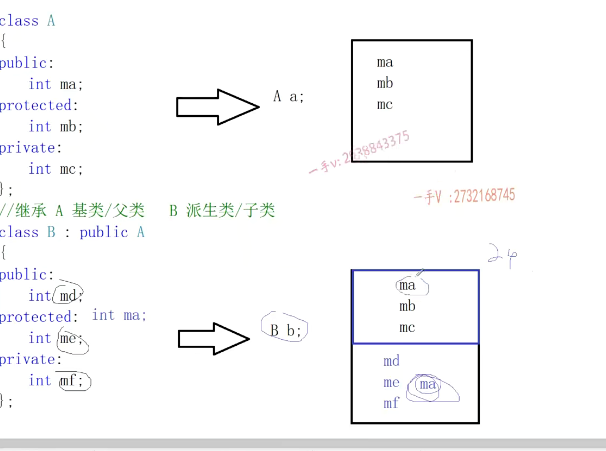 class A
{
public:
int ma;
protected:
int mb;
private:
int mc;
};
A a;
ma
mb
mc
一手v:2638843375
一手V :2732168745
//继承 A 基类/父类 B 派生类/子类
class B : public A
{
public:
int md;
protected: int ma;
int me;
private:
int mf;
};
B b;
24
ma
mb
mc
md
me ma
mf